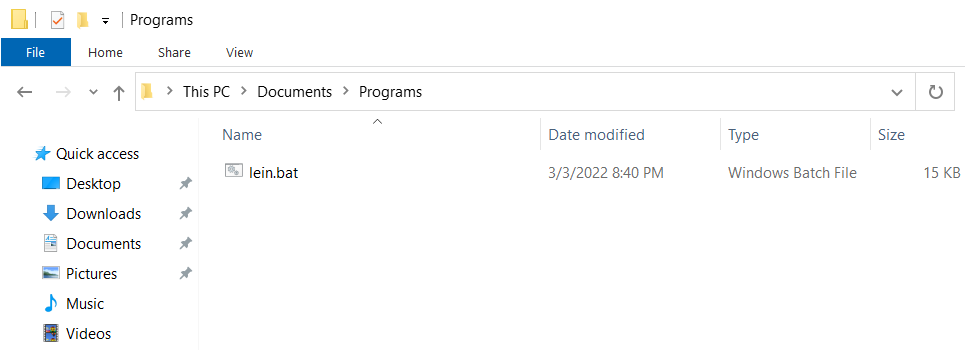 Programs
File Home Share View
This PC Documents Programs
Name Date modified Type Size
Quick access
lein.bat 3/3/2022 8:40 PM Windows Batch File 15 KB
Desktop
Downloads
Documents
Pictures
Music
Videos